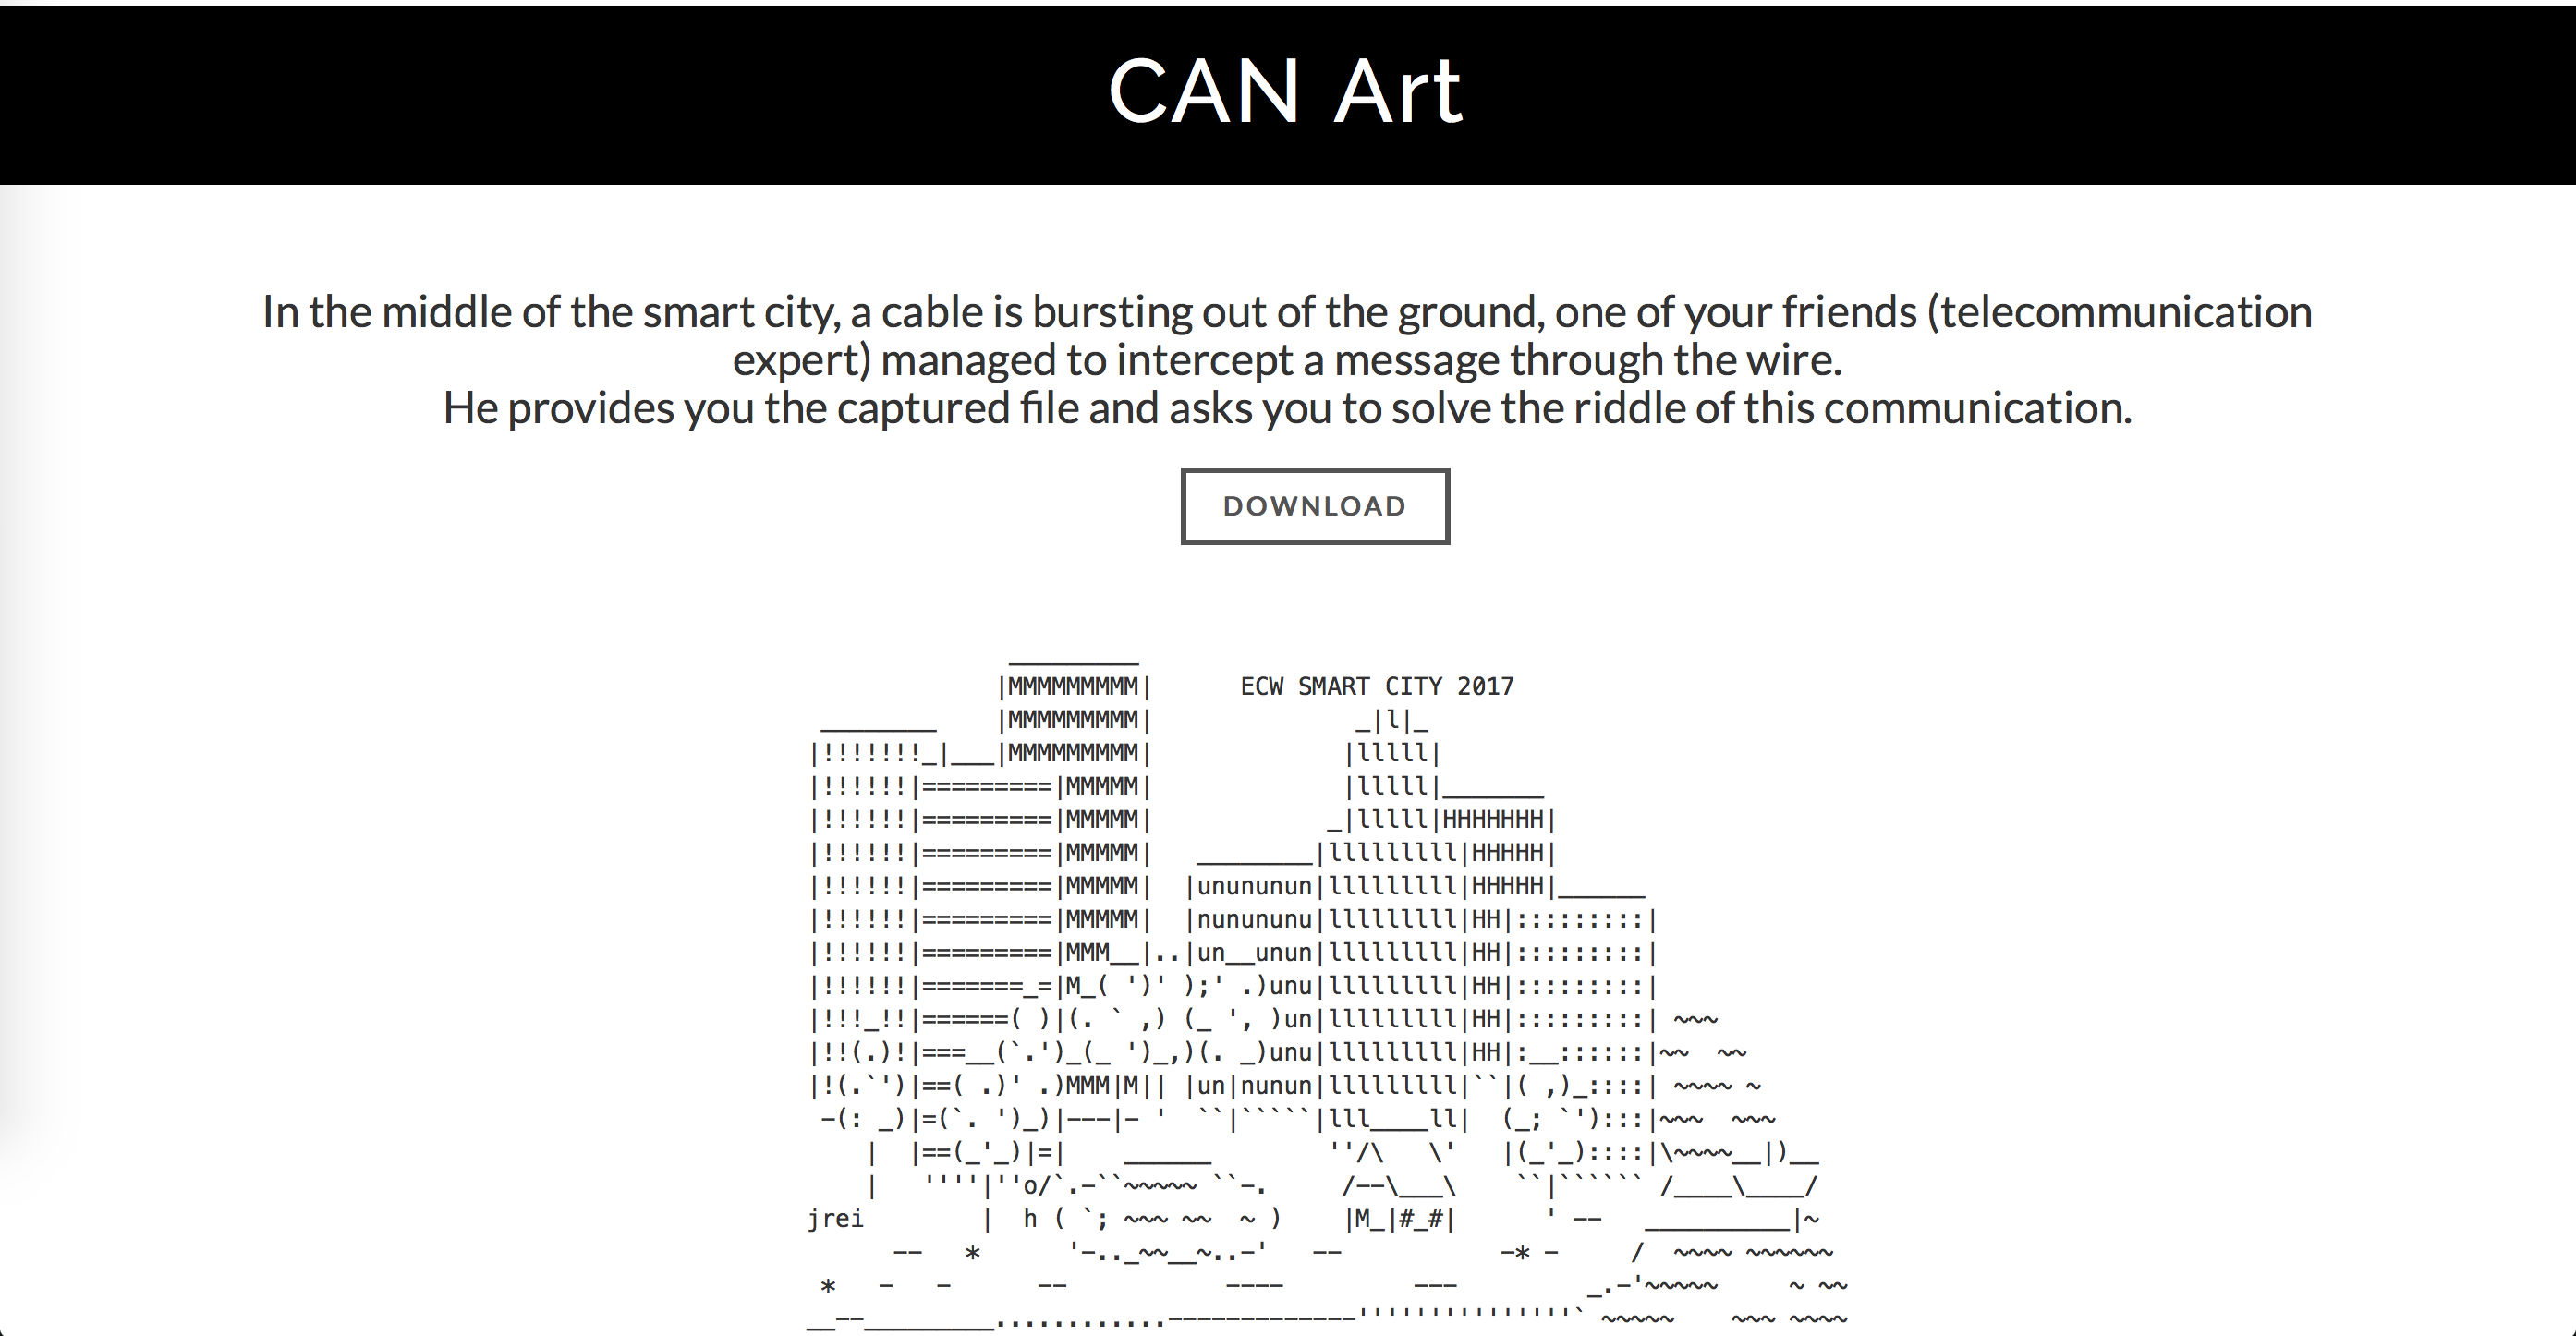 CAN Art
In the middle of the smart city, a cable is bursting out of the ground, one of your friends (telecommunication
expert) managed to intercept a message through the wire.
He provides you the captured file and asks you to solve the riddle of this communication.
DOWNLOAD
ECW SMART CITY 2017
jrei